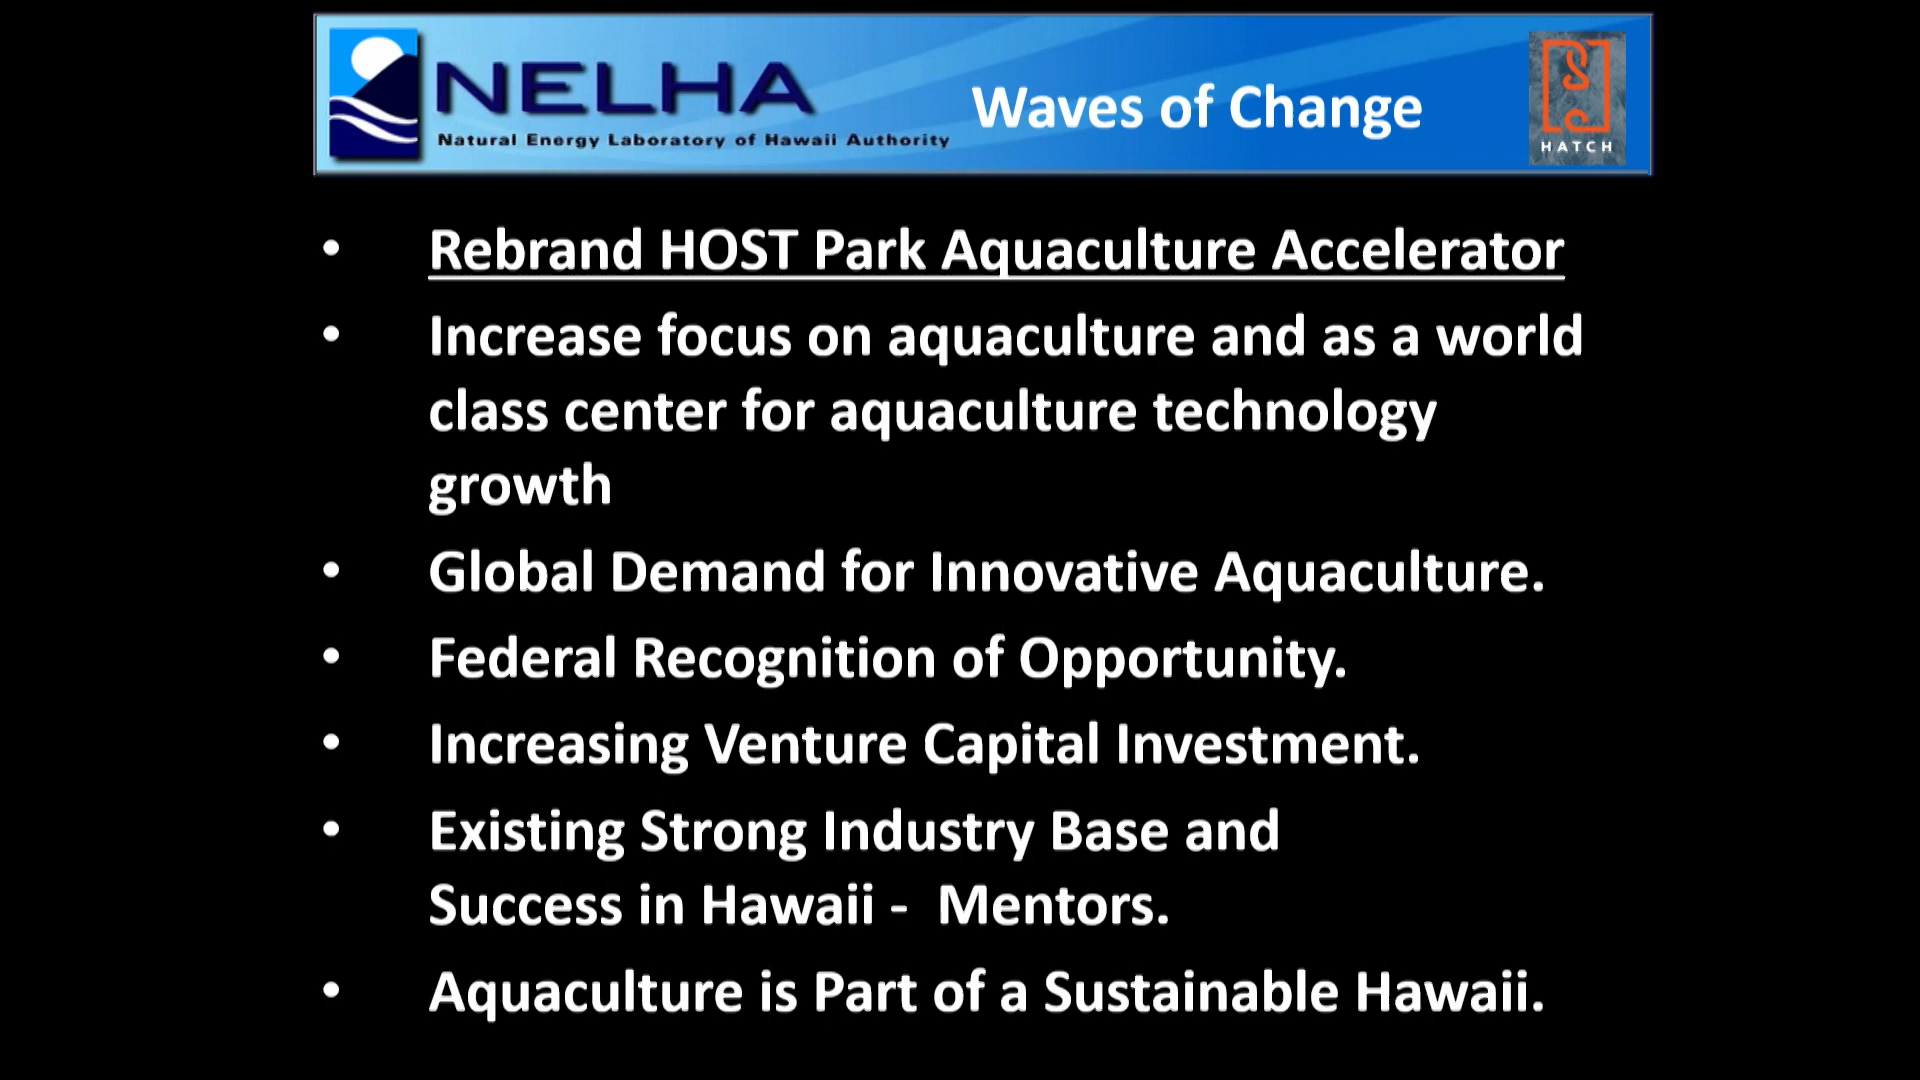 NELHA
Natural Energy Laboratory of Hawaii Authority
Waves of Change
HATCH
• Rebrand HOST Park Aquaculture Accelerator
• Increase focus on aquaculture and as a world
class center for aquaculture technology
growth
• Global Demand for Innovative Aquaculture.
• Federal Recognition of Opportunity.
• Increasing Venture Capital Investment.
• Existing Strong Industry Base and
Success in Hawaii -  Mentors.
• Aquaculture is Part of a Sustainable Hawaii.